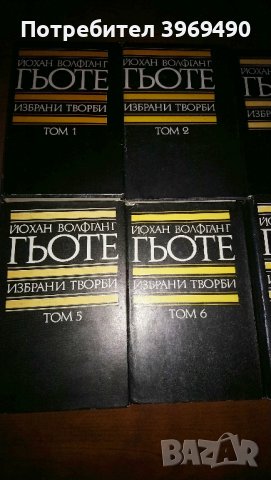 Потребител 3969490
ЙОХАН ВОЛФГАНГ
ГЬОТЕ
ИЗБРАНИ ТВОРБИ
ТОМ 1
ЙОХАН ВОЛФГАНГ
ГЬОТЕ
ИЗБРАНИ ТВОРБИ
ТОМ 2
ЙОХАН ВОЛФГАНГ
ГЬОТЕ
ИЗБРАНИ ТВОРБИ
ТОМ 5
ЙОХАН ВОЛФГАНГ
ГЬОТЕ
ИЗБРАНИ ТВОРБИ
ТОМ 6
BAZAR